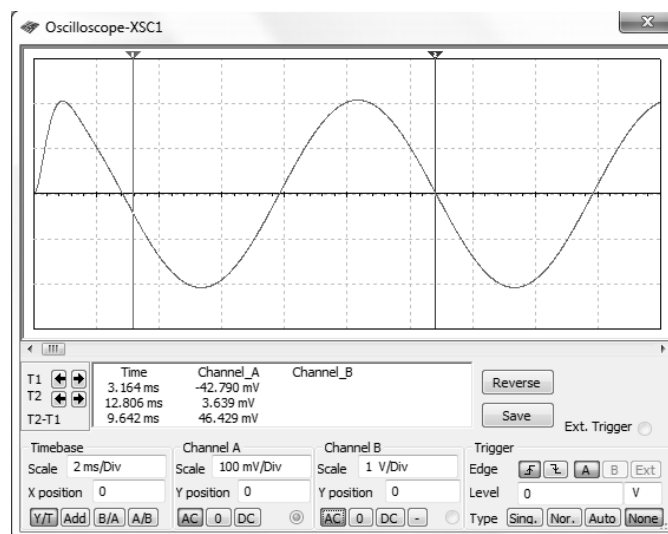 Oscilloscope-XSC1
x
1
2
Time Channel_A Channel_B
T1 3.164 ms -42.790 mV
T2 12.806 ms 3.639 mV
T2-T1 9.642 ms 46.429 mV
Reverse
Save
Ext. Trigger
Timebase
Scale 2 ms/Div
X position 0
Y/T Add B/A A/B
Channel A
Scale 100 mV/Div
Y position 0
AC 0 DC
Channel B
Scale 1 V/Div
Y position 0
AC 0 DC -
Trigger
Edge A B Ext
Level 0 V
Type Sing. Nor. Auto None